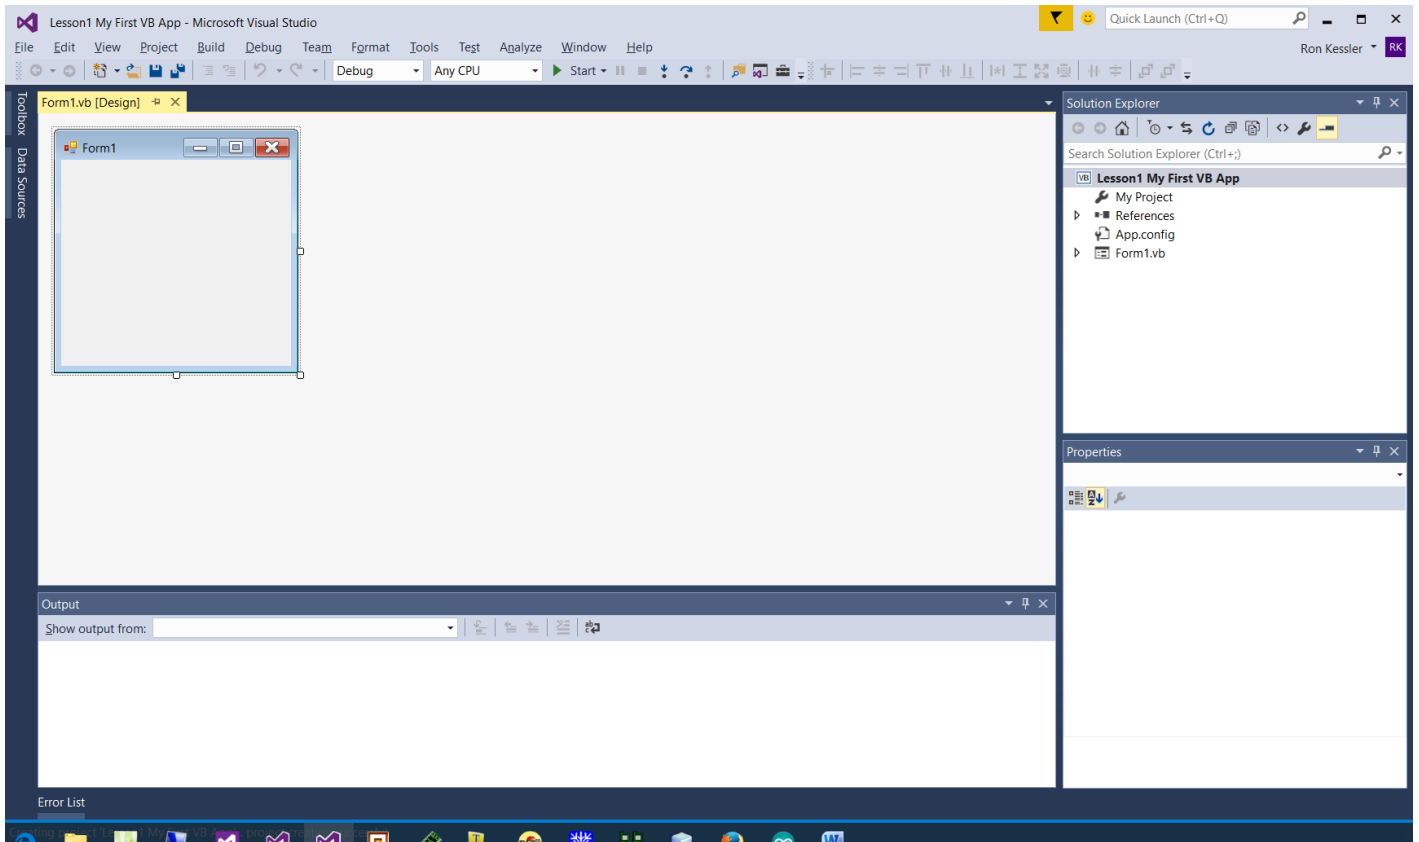 Lesson1 My First VB App - Microsoft Visual Studio
Quick Launch (Ctrl+Q)
File Edit View Project Build Debug Team Format Tools Test Analyze Window Help
Ron Kessler RK
Debug Any CPU Start
Toolbox
Data Sources
Form1.vb [Design]
Form1
Solution Explorer
Search Solution Explorer (Ctrl+;)
VB Lesson1 My First VB App
My Project
References
App.config
Form1.vb
Properties
Output
Show output from:
Error List